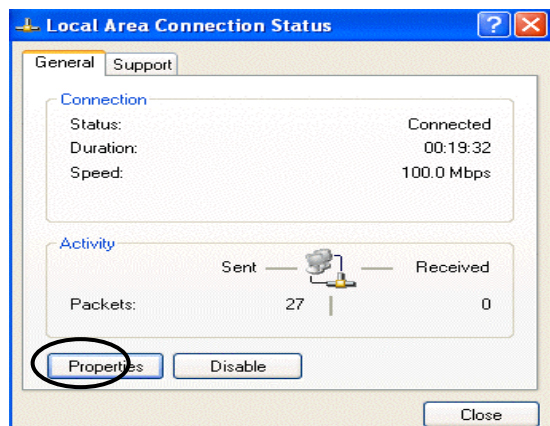 Local Area Connection Status
General Support
Connection
Status: Connected
Duration: 00:19:32
Speed: 100.0 Mbps
Activity
Sent Received
Packets: 27 0
Properties Disable
Close